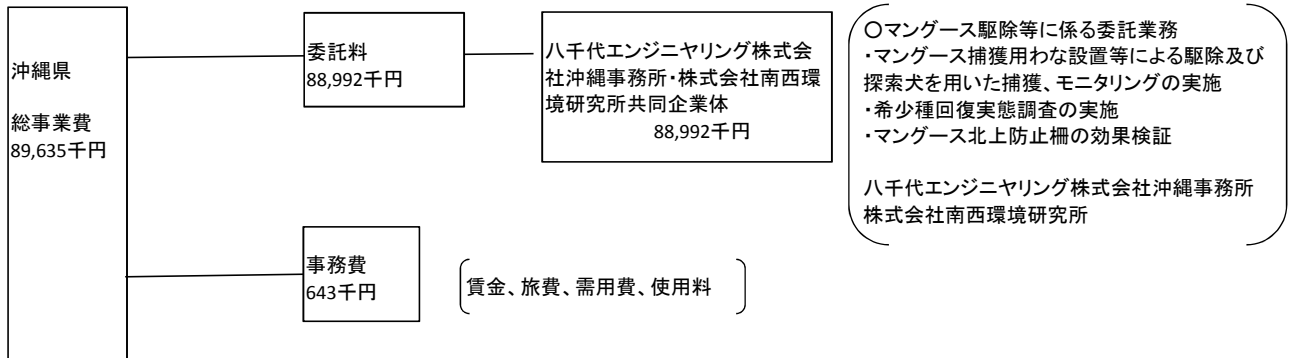 沖縄県
総事業費
89,635千円
委託料
88,992千円
八千代エンジニヤリング株式会
社沖縄事務所・株式会社南西環
境研究所共同企業体
88,992千円
〇マングース駆除等に係る委託業務
・マングース捕獲用わな設置等による駆除及び
探索犬を用いた捕獲、モニタリングの実施
・希少種回復実態調査の実施
・マングース北上防止柵の効果検証
八千代エンジニヤリング株式会社沖縄事務所
株式会社南西環境研究所
事務費
643千円
賃金、旅費、需用費、使用料